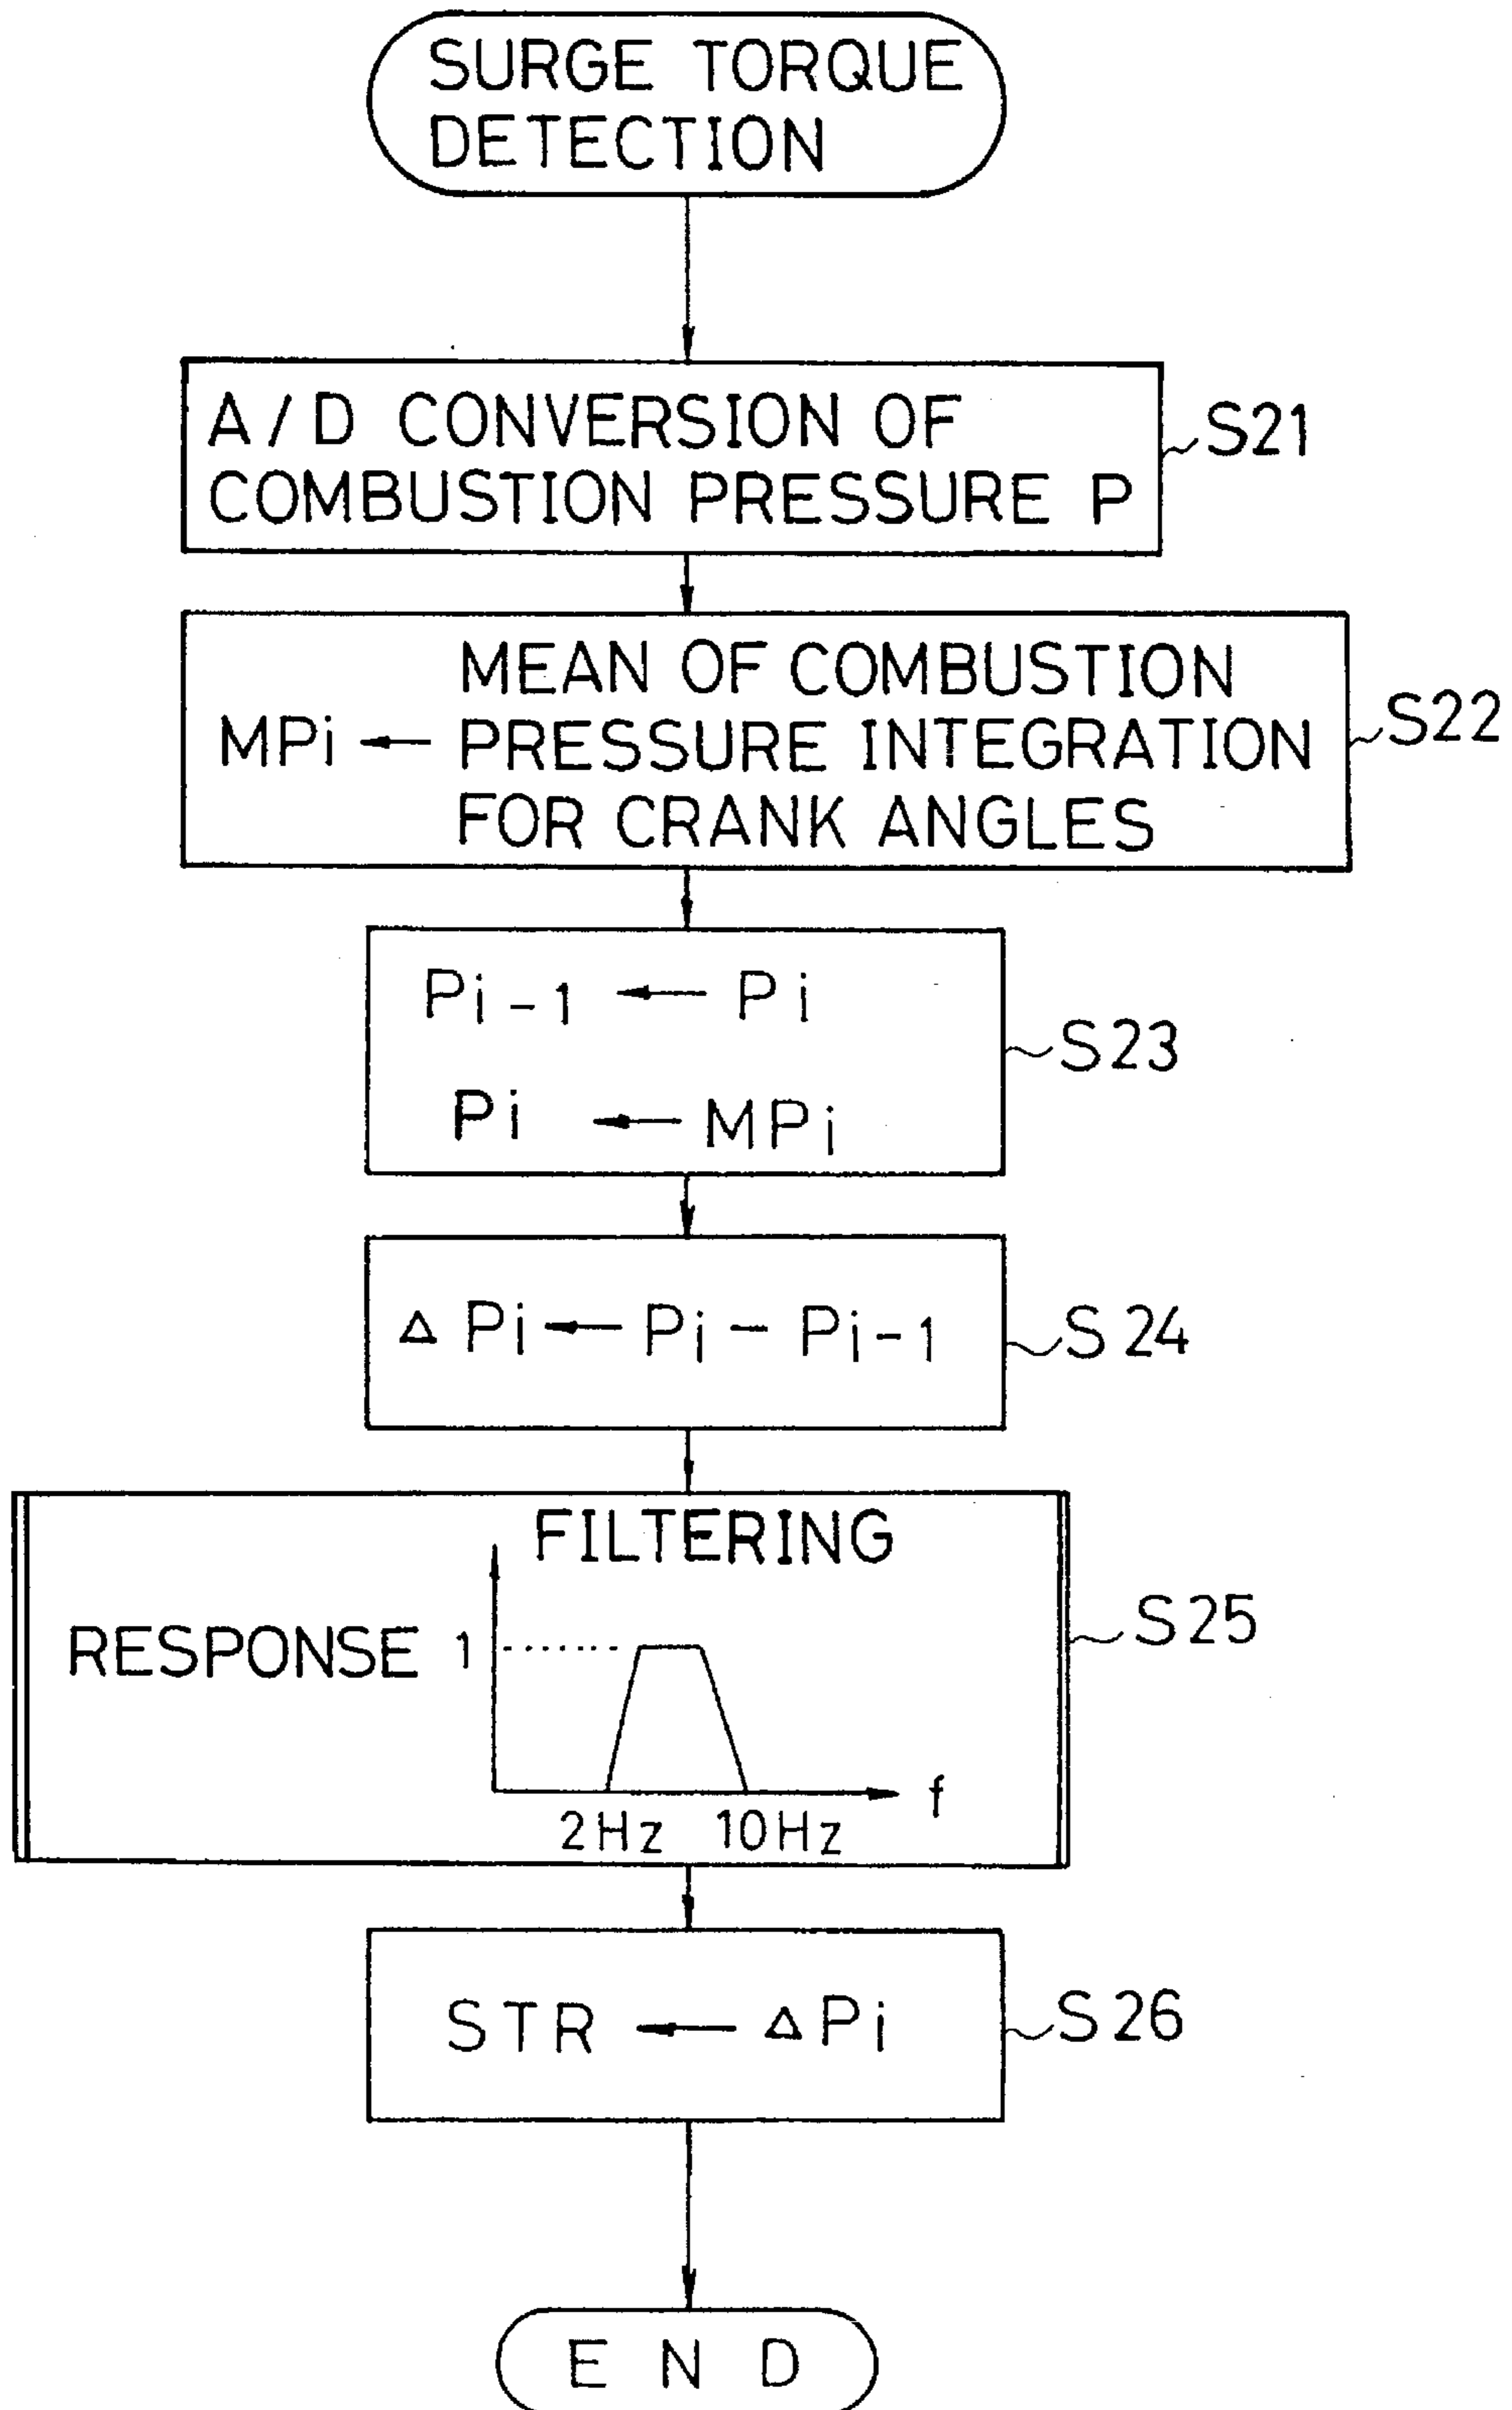 SURGE TORQUE
DETECTION
A/D CONVERSION OF
COMBUSTION PRESSURE P
S21
MEAN OF COMBUSTION
MPi ← PRESSURE INTEGRATION
FOR CRANK ANGLES
S22
Pi-1 ← Pi
Pi ← MPi
S23
Δ Pi ← Pi - Pi-1
S24
FILTERING
RESPONSE 1
f
2Hz 10Hz
S25
STR ← ΔPi
S26
END